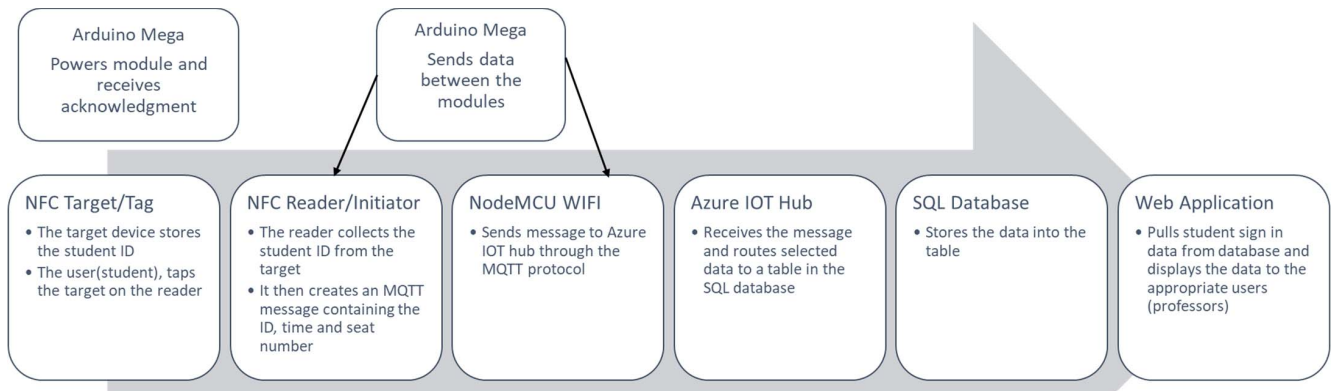 Arduino Mega
Powers module and
receives
acknowledgment
Arduino Mega
Sends data
between the
modules
NFC Target/Tag
• The target device stores
the student ID
• The user(student), taps
the target on the reader
NFC Reader/Initiator
• The reader collects the
student ID from the
target
• It then creates an MQTT
message containing the
ID, time and seat
number
NodeMCU WIFI
• Sends message to Azure
IOT hub through the
MQTT protocol
Azure IOT Hub
• Receives the message
and routes selected
data to a table in the
SQL database
SQL Database
• Stores the data into the
table
Web Application
• Pulls student sign in
data from database and
displays the data to the
appropriate users
(professors)